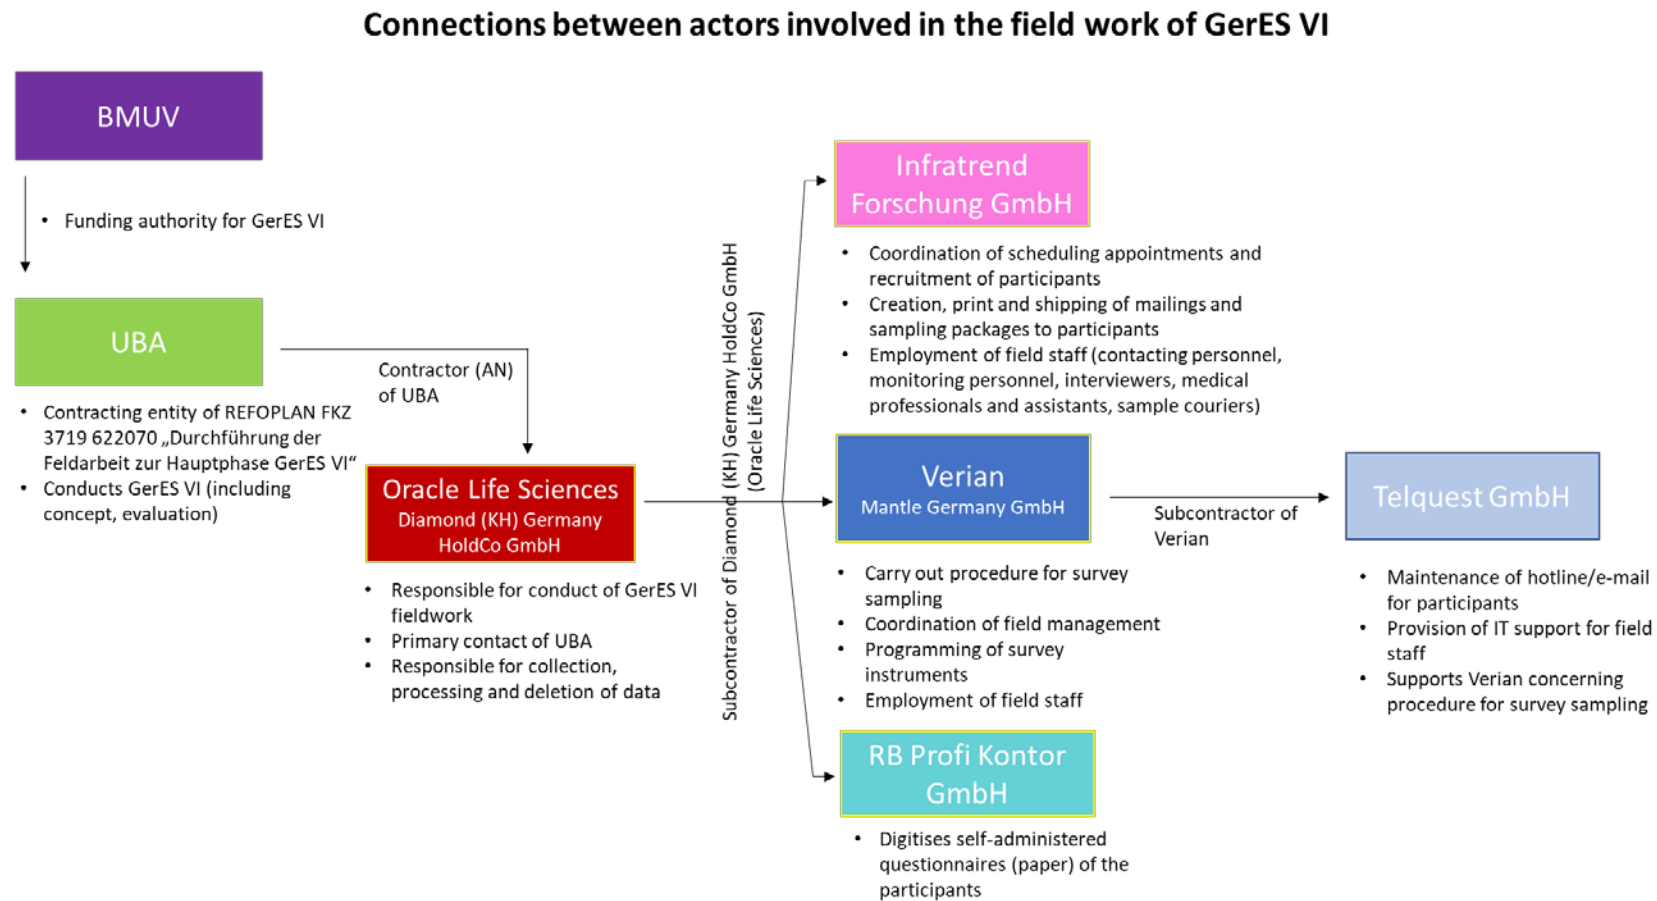 Connections between actors involved in the field work of GerES VI
BMUV
• Funding authority for GerES VI
UBA
• Contracting entity of REFOPLAN FKZ
3719 622070 „Durchführung der
Feldarbeit zur Hauptphase GerES VI“
• Conducts GerES VI (including
concept, evaluation)
Contractor (AN)
of UBA
Oracle Life Sciences
Diamond (KH) Germany
HoldCo GmbH
• Responsible for conduct of GerES VI
fieldwork
• Primary contact of UBA
• Responsible for collection,
processing and deletion of data
Subcontractor of Diamond (KH) Germany HoldCo GmbH
(Oracle Life Sciences)
Infratrend
Forschung GmbH
• Coordination of scheduling appointments and
recruitment of participants
• Creation, print and shipping of mailings and
sampling packages to participants
• Employment of field staff (contacting personnel,
monitoring personnel, interviewers, medical
professionals and assistants, sample couriers)
Verian
Mantle Germany GmbH
• Carry out procedure for survey
sampling
• Coordination of field management
• Programming of survey
instruments
• Employment of field staff
Subcontractor of
Verian
Telquest GmbH
• Maintenance of hotline/e-mail
for participants
• Provision of IT support for field
staff
• Supports Verian concerning
procedure for survey sampling
RB Profi Kontor
GmbH
• Digitises self-administered
questionnaires (paper) of the
participants